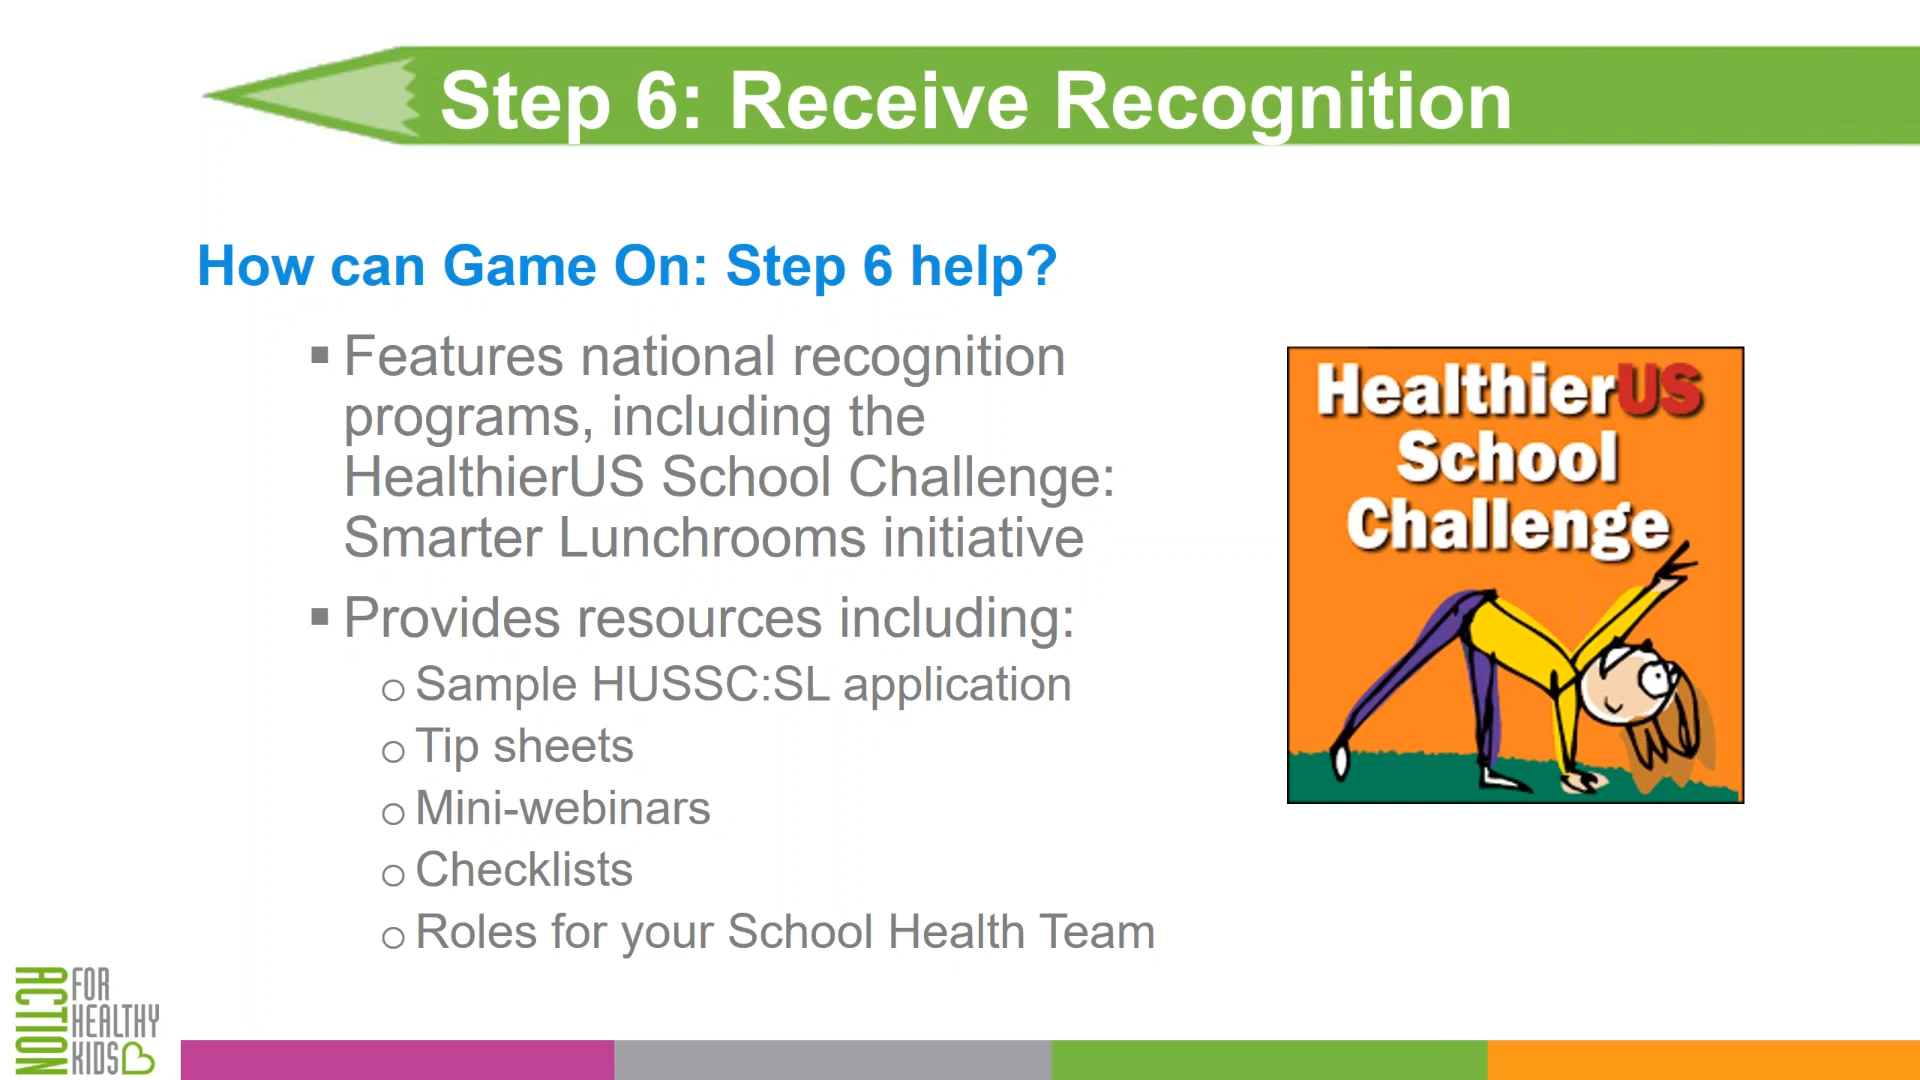 Step 6: Receive Recognition
How can Game On: Step 6 help?
▪ Features national recognition
programs, including the
HealthierUS School Challenge:
Smarter Lunchrooms initiative
▪ Provides resources including:
o Sample HUSSC:SL application
o Tip sheets
o Mini-webinars
o Checklists
o Roles for your School Health Team
HealthierUS
School
Challenge
ACTION
FOR
HEALTHY
KIDS